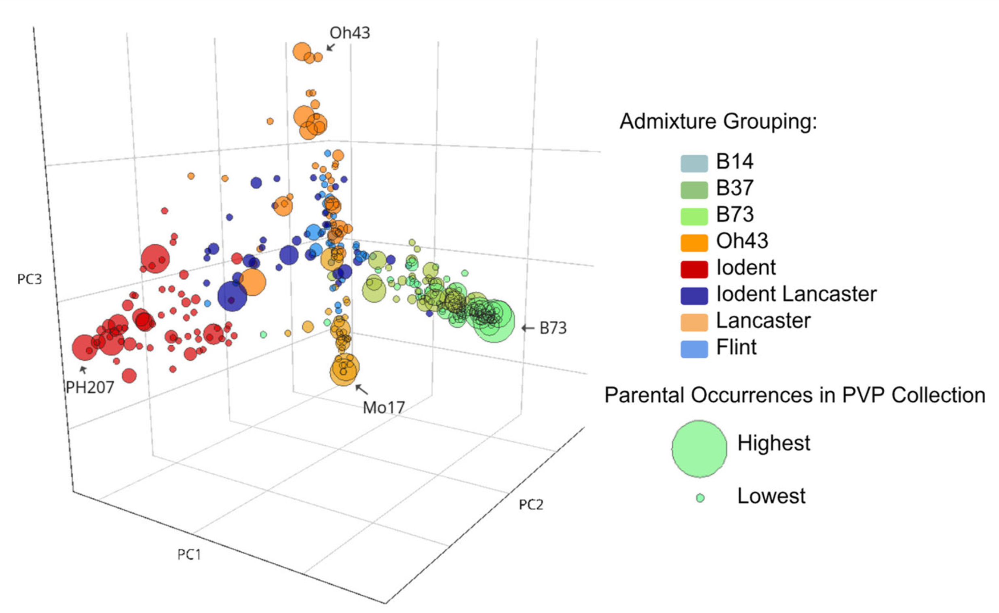 Oh43
Admixture Grouping:
B14
B37
B73
Oh43
Iodent
Iodent Lancaster
Lancaster
Flint
PC3
B73
PH207
Mo17
Parental Occurrences in PVP Collection
Highest
Lowest
PC2
PC1